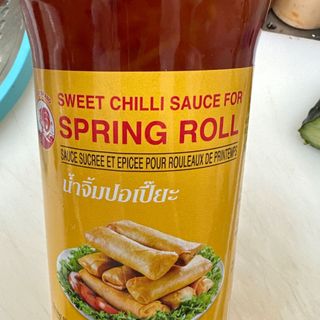 SWEET CHILLI SAUCE FOR
SPRING ROLL
SAUCE SUCREE ET EPICEE POUR ROULEAUX DE PRINTEMPS
น้ำจิ้มปอเปี๊ยะ